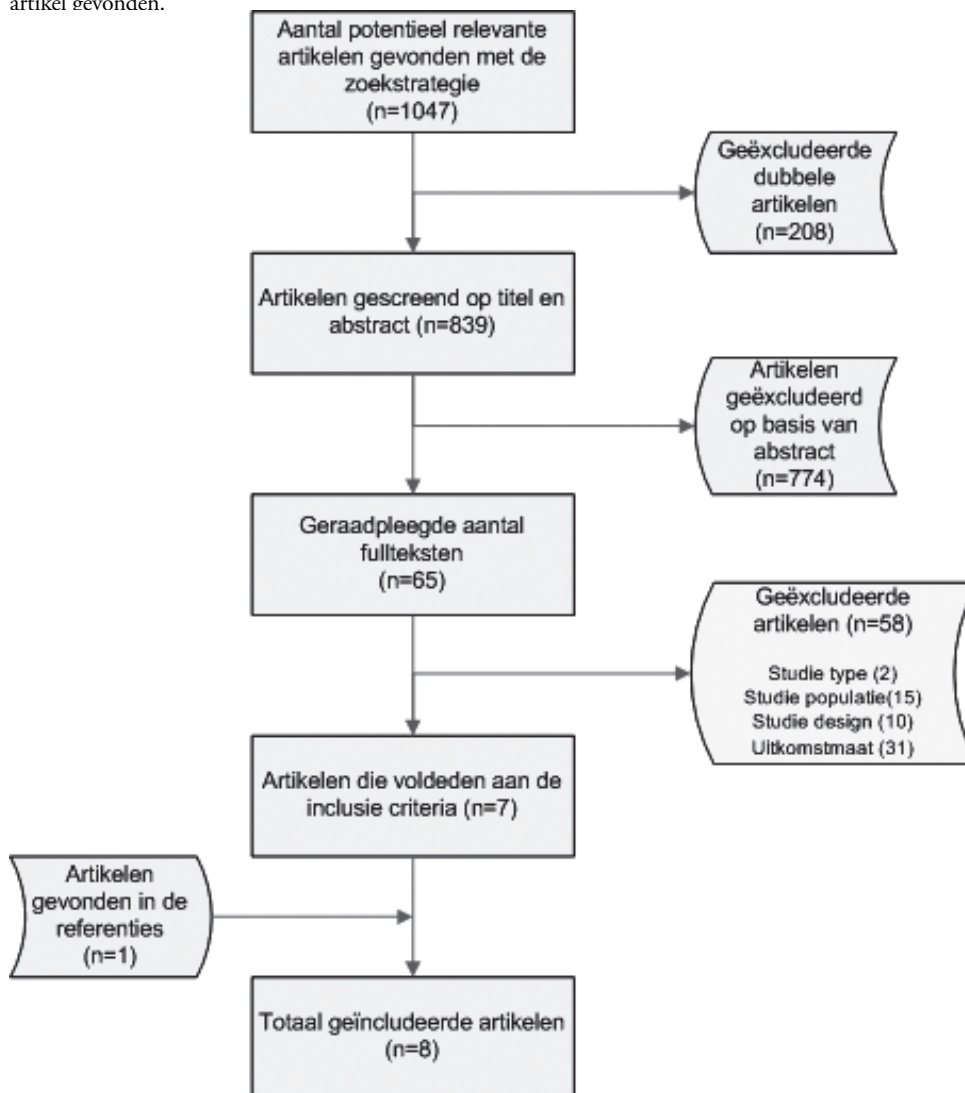 artikel gevonden.
Aantal potentieel relevante
artikelen gevonden met de
zoekstrategie
(n=1047)
Geëxcludeerde
dubbele
artikelen
(n=208)
Artikelen gescreend op titel en
abstract (n=839)
Artikelen
geëxcludeerd
op basis van
abstract
(n=774)
Geraadpleegde aantal
fullteksten
(n=65)
Geëxcludeerde
artikelen (n=58)
Studie type (2)
Studie populatie(15)
Studie design (10)
Uitkomstmaat (31)
Artikelen die voldeden aan de
inclusie criteria (n=7)
Artikelen
gevonden in de
referenties
(n=1)
Totaal geïncludeerde artikelen
(n=8)